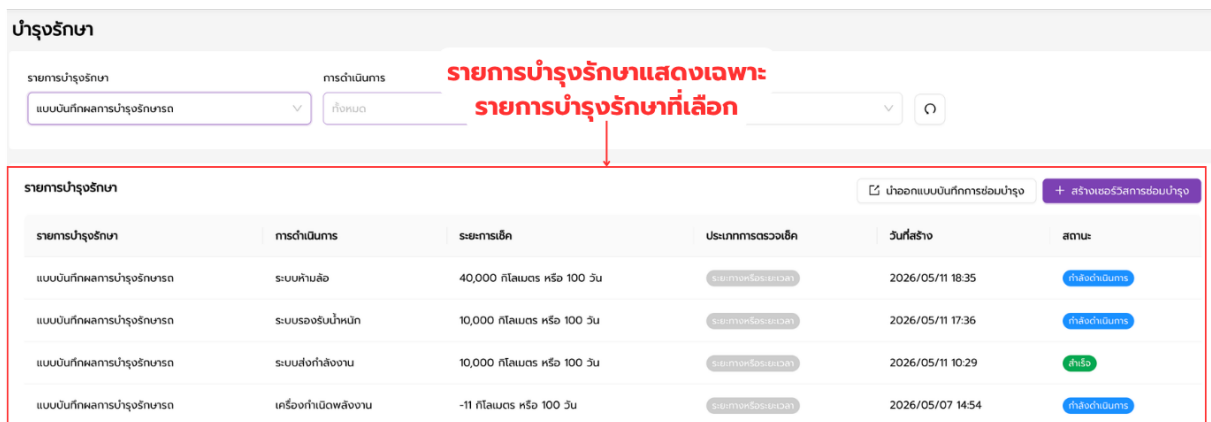 บำรุงรักษา
รายการบำรุงรักษา การดำเนินการ
แบบบันทึกผลการบำรุงรักษารถ ทั้งหมด
รายการบำรุงรักษาแสดงเฉพาะ
รายการบำรุงรักษาที่เลือก
รายการบำรุงรักษา นำออกแบบบันทึกการซ่อมบำรุง + สร้างเซอร์วิสการซ่อมบำรุง
รายการบำรุงรักษา การดำเนินการ ระยะการเช็ค ประเภทการตรวจเช็ค วันที่สร้าง สถานะ
แบบบันทึกผลการบำรุงรักษารถ ระบบห้ามล้อ 40,000 กิโลเมตร หรือ 100 วัน ระยะทางหรือระยะเวลา 2026/05/11 18:35 กำลังดำเนินการ
แบบบันทึกผลการบำรุงรักษารถ ระบบรองรับน้ำหนัก 10,000 กิโลเมตร หรือ 100 วัน ระยะทางหรือระยะเวลา 2026/05/11 17:36 กำลังดำเนินการ
แบบบันทึกผลการบำรุงรักษารถ ระบบส่งกำลังงาน 10,000 กิโลเมตร หรือ 100 วัน ระยะทางหรือระยะเวลา 2026/05/11 10:29 สำเร็จ
แบบบันทึกผลการบำรุงรักษารถ เครื่องกำเนิดพลังงาน -11 กิโลเมตร หรือ 100 วัน ระยะทางหรือระยะเวลา 2026/05/07 14:54 กำลังดำเนินการ